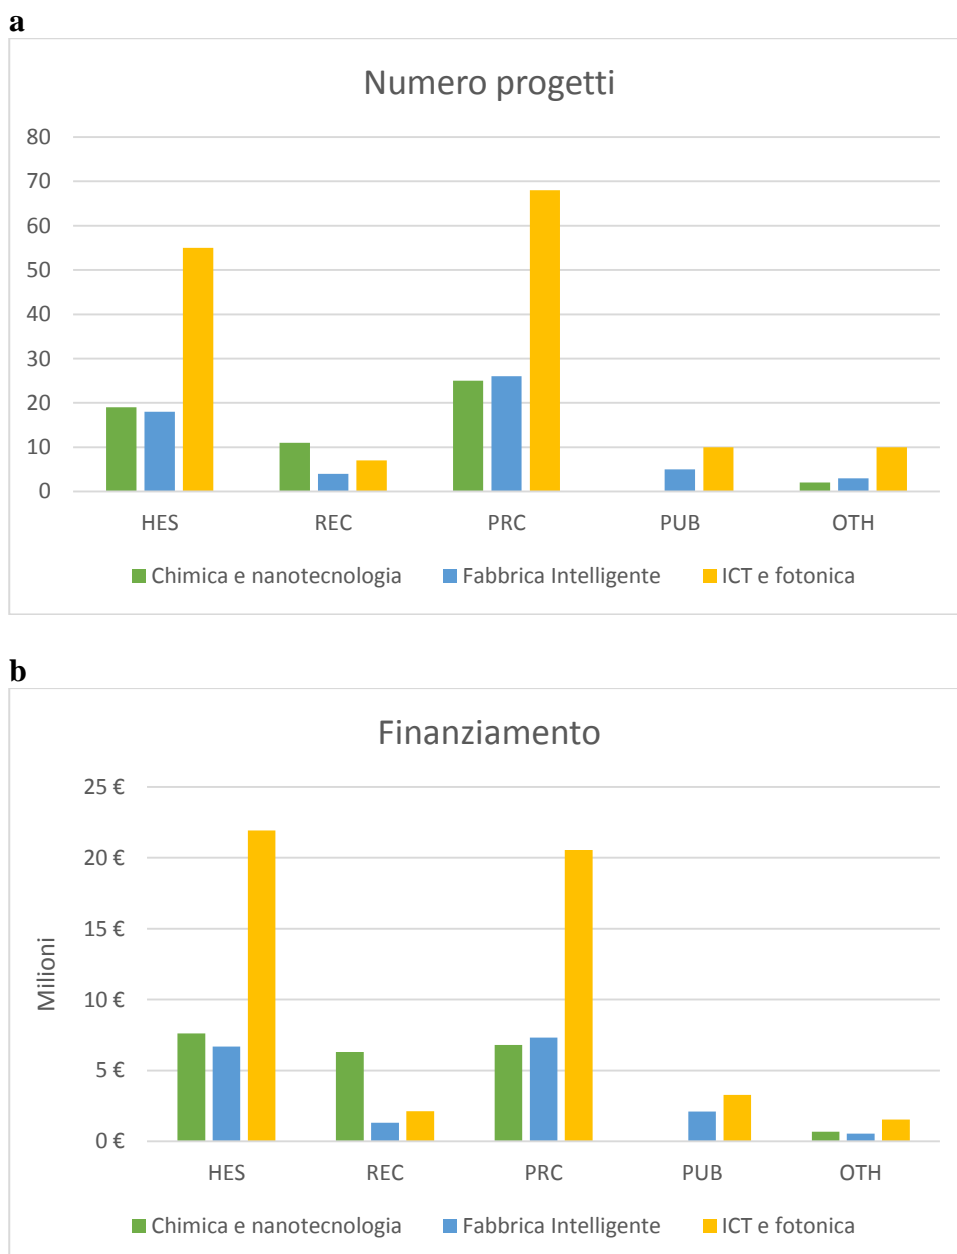 a
Numero progetti
80
70
60
50
40
30
20
10
0
HES REC PRC PUB OTH
Chimica e nanotecnologia Fabbrica Intelligente ICT e fotonica
b
Finanziamento
Milioni
25 €
20 €
15 €
10 €
5 €
0 €
HES REC PRC PUB OTH
Chimica e nanotecnologia Fabbrica Intelligente ICT e fotonica